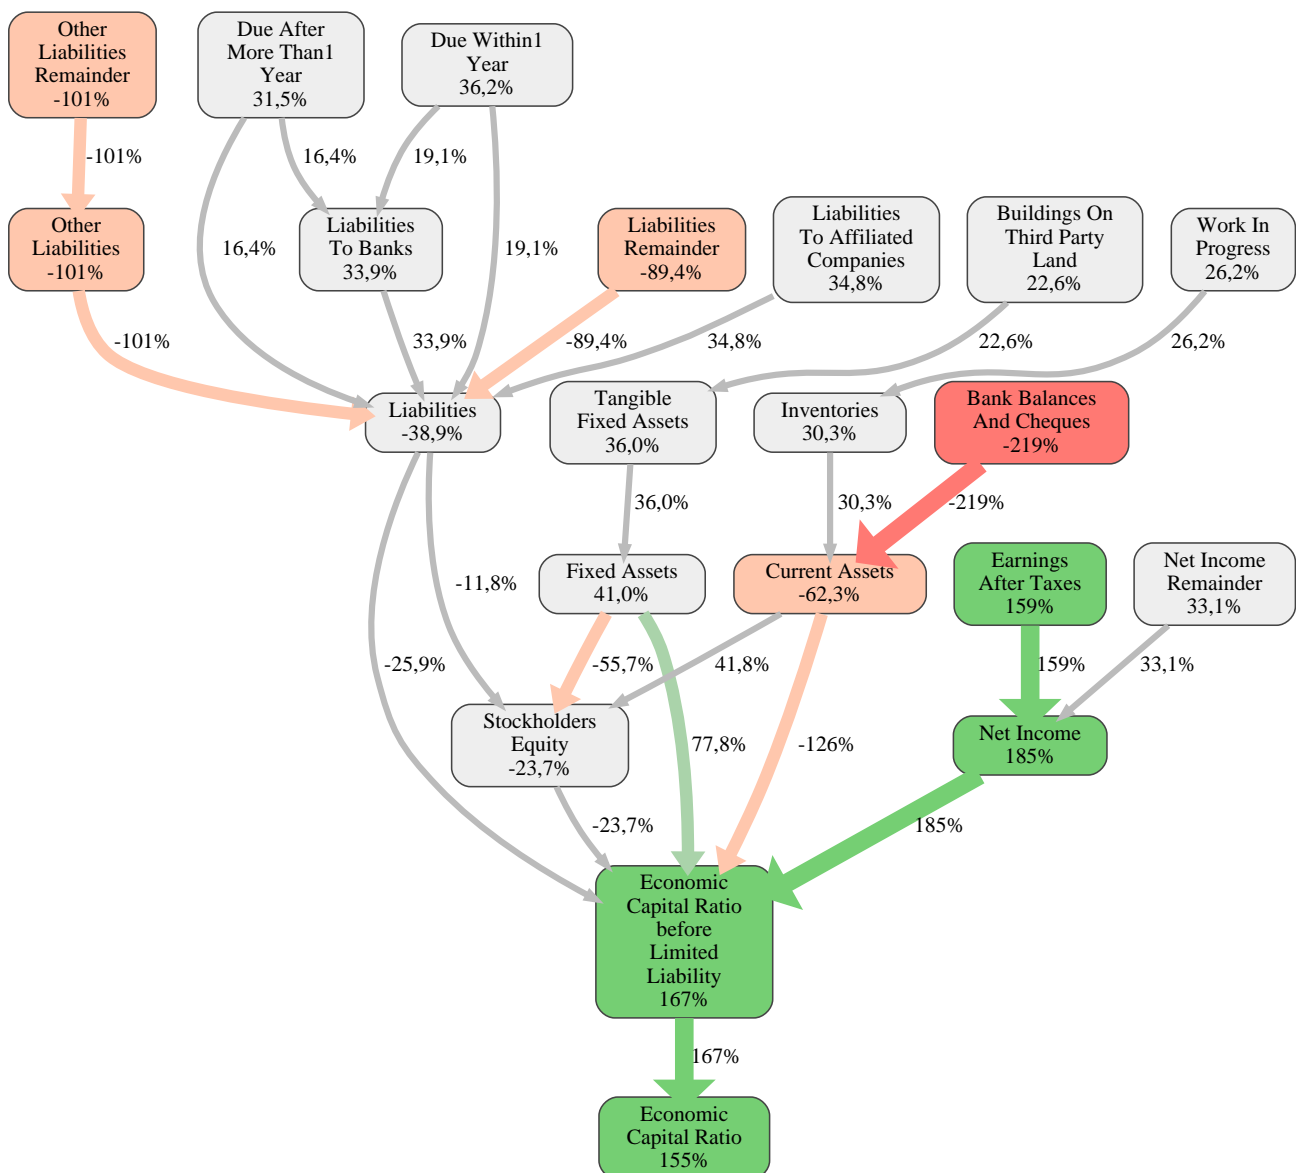 Other
Liabilities
Remainder
-101%
Due After
More Than1
Year
31,5%
Due Within1
Year
36,2%
-101%
16,4%
19,1%
Other
Liabilities
-101%
16,4%
Liabilities
To Banks
33,9%
19,1%
Liabilities
Remainder
-89,4%
Liabilities
To Affiliated
Companies
34,8%
Buildings On
Third Party
Land
22,6%
Work In
Progress
26,2%
-101%
33,9%
-89,4%
34,8%
22,6%
26,2%
Liabilities
-38,9%
Tangible
Fixed Assets
36,0%
Inventories
30,3%
Bank Balances
And Cheques
-219%
36,0%
30,3%
-219%
-11,8%
Fixed Assets
41,0%
Current Assets
-62,3%
Earnings
After Taxes
159%
Net Income
Remainder
33,1%
-25,9%
-55,7%
41,8%
159%
33,1%
Stockholders
Equity
-23,7%
77,8%
-126%
Net Income
185%
-23,7%
185%
Economic
Capital Ratio
before
Limited
Liability
167%
167%
Economic
Capital Ratio
155%